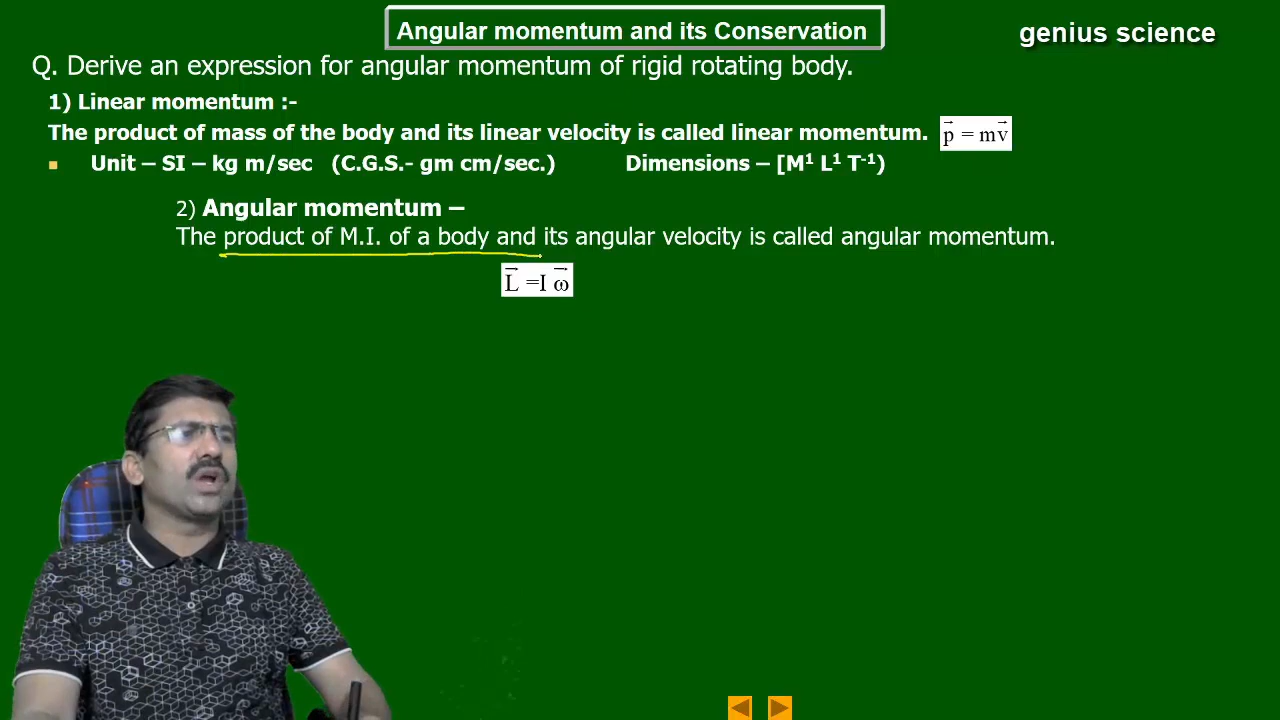 Angular momentum and its Conservation
genius science
Q. Derive an expression for angular momentum of rigid rotating body.
1) Linear momentum :-
The product of mass of the body and its linear velocity is called linear momentum. p⃗ = mv⃗
▪ Unit – SI – kg m/sec (C.G.S.- gm cm/sec.) Dimensions – [M¹ L¹ T⁻¹)
2) Angular momentum –
The product of M.I. of a body and its angular velocity is called angular momentum.
L⃗ =I ω⃗